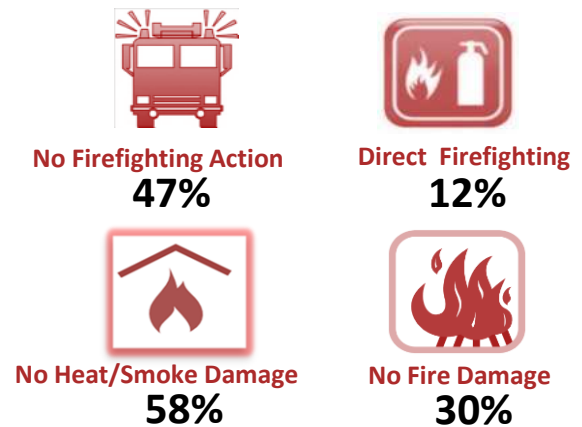 No Firefighting Action
47%
Direct Firefighting
12%
No Heat/Smoke Damage
58%
No Fire Damage
30%